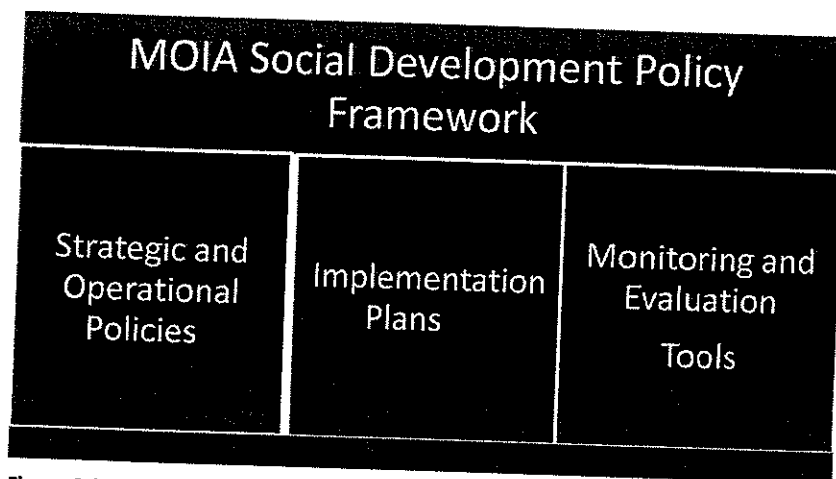 MOIA Social Development Policy
Framework
Strategic and
Operational
Policies
Implementation
Plans
Monitoring and
Evaluation
Tools